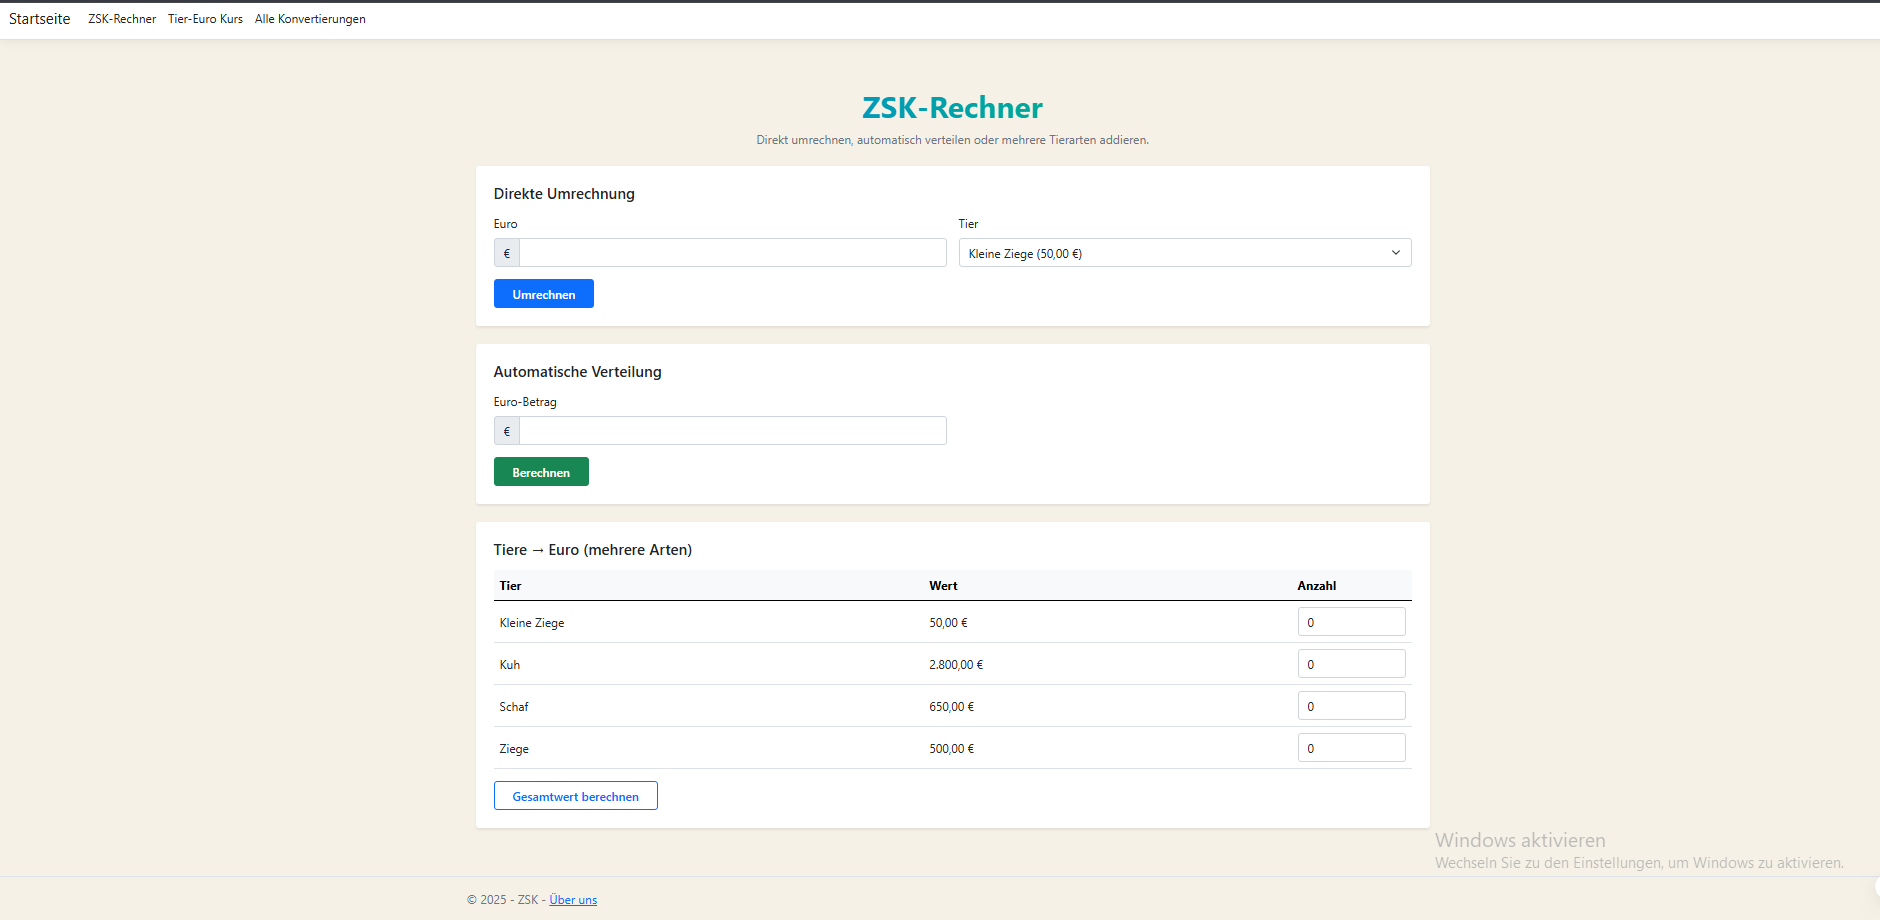 Startseite ZSK-Rechner Tier-Euro Kurs Alle Konvertierungen
ZSK-Rechner
Direkt umrechnen, automatisch verteilen oder mehrere Tierarten addieren.
Direkte Umrechnung
Euro Tier
€ Kleine Ziege (50,00 €)
Umrechnen
Automatische Verteilung
Euro-Betrag
€
Berechnen
Tiere → Euro (mehrere Arten)
Tier Wert Anzahl
Kleine Ziege 50,00 € 0
Kuh 2.800,00 € 0
Schaf 650,00 € 0
Ziege 500,00 € 0
Gesamtwert berechnen
Windows aktivieren
Wechseln Sie zu den Einstellungen, um Windows zu aktivieren.
© 2025 - ZSK - Über uns